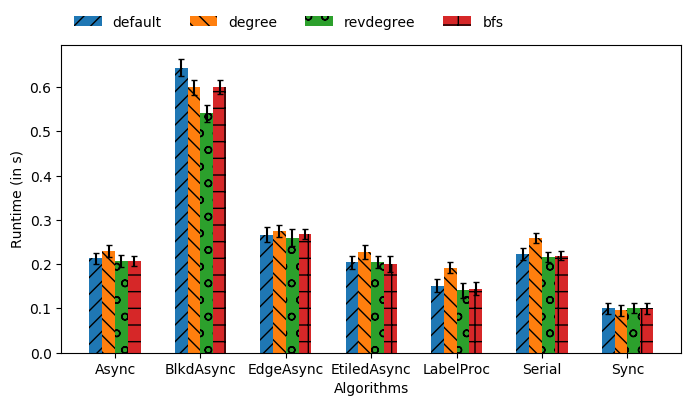 default degree revdegree bfs
Runtime (in s)
0.6
0.5
0.4
0.3
0.2
0.1
0.0
Async BlkdAsync EdgeAsync EtiledAsync LabelProc Serial Sync
Algorithms